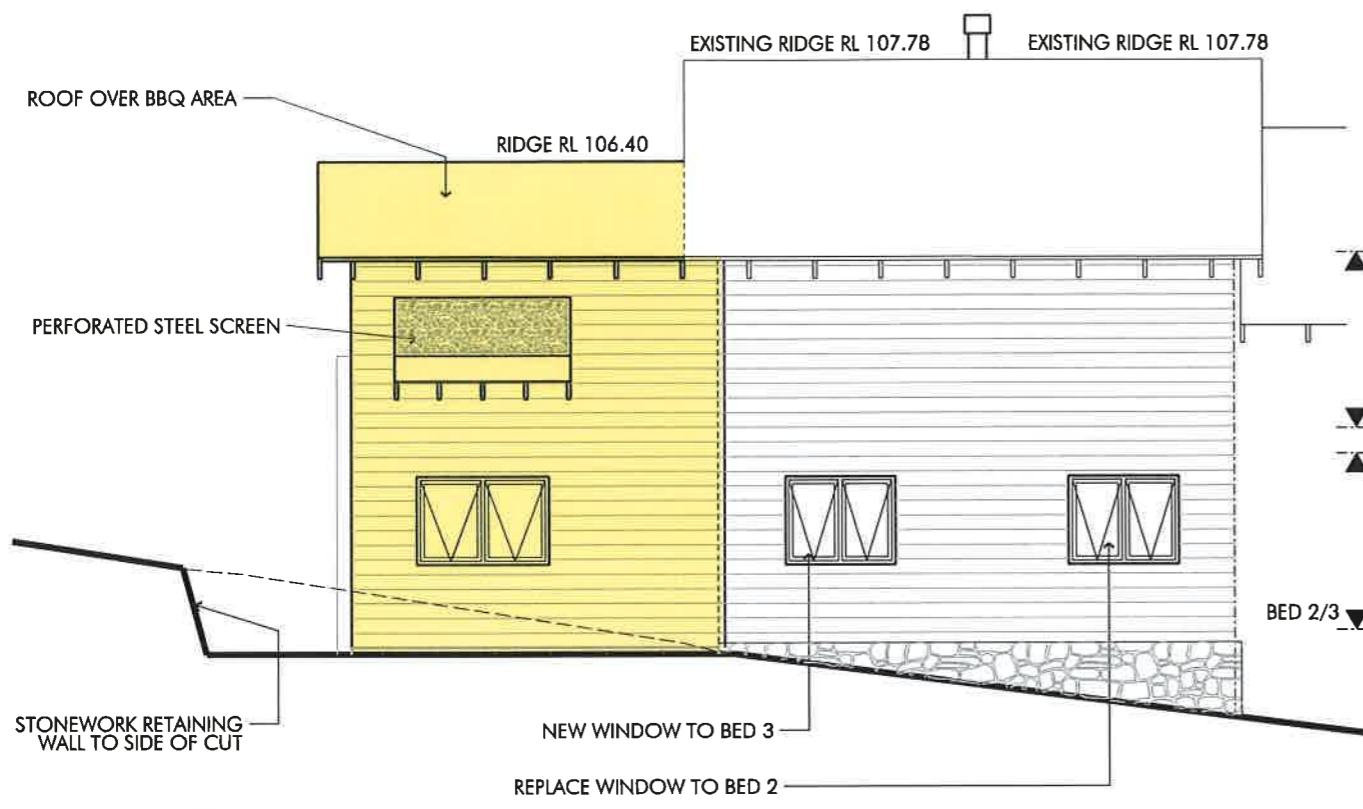 EXISTING RIDGE RL 107.78
EXISTING RIDGE RL 107.78
ROOF OVER BBQ AREA
RIDGE RL 106.40
PERFORATED STEEL SCREEN
BED 2/3
STONEWORK RETAINING
WALL TO SIDE OF CUT
NEW WINDOW TO BED 3
REPLACE WINDOW TO BED 2